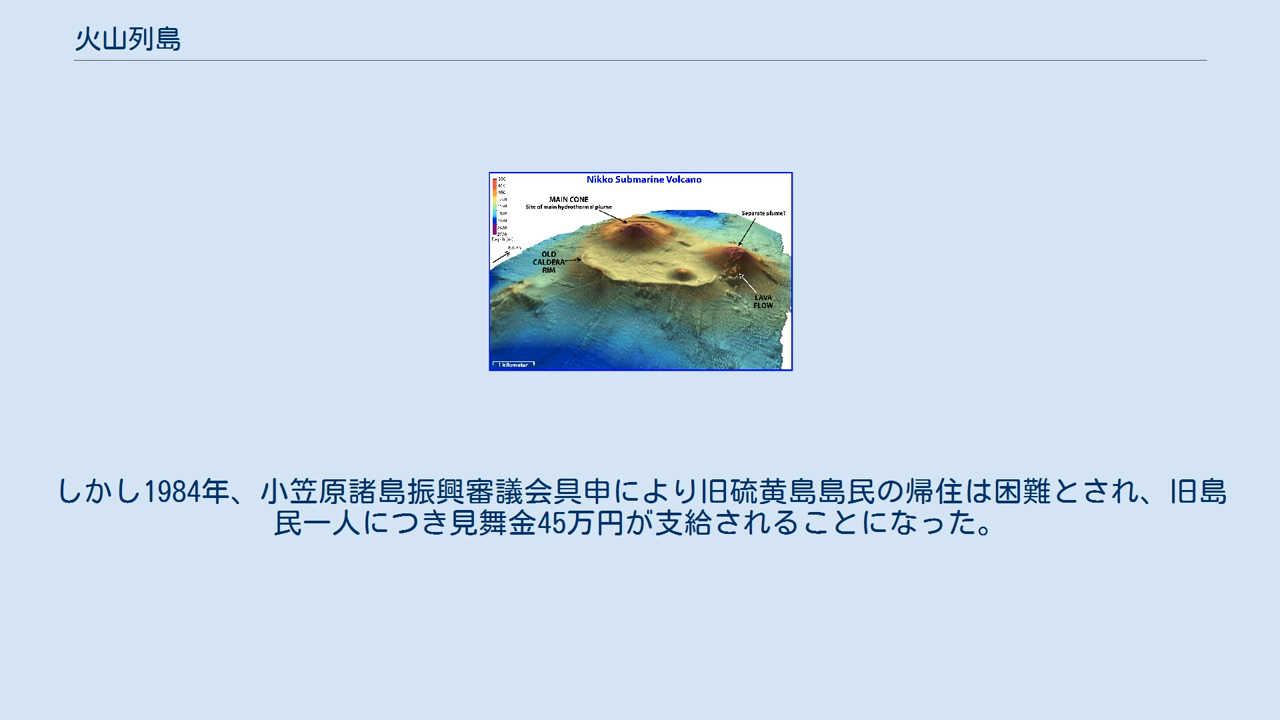 火山列島
Nikko Submarine Volcano
MAIN CONE
Site of main hydrothermal plume
Separate plume?
OLD
CALDERA
RIM
LAVA
FLOW
1 kilometer
しかし1984年、小笠原諸島振興審議会具申により旧硫黄島島民の帰住は困難とされ、旧島
民一人につき見舞金45万円が支給されることになった。